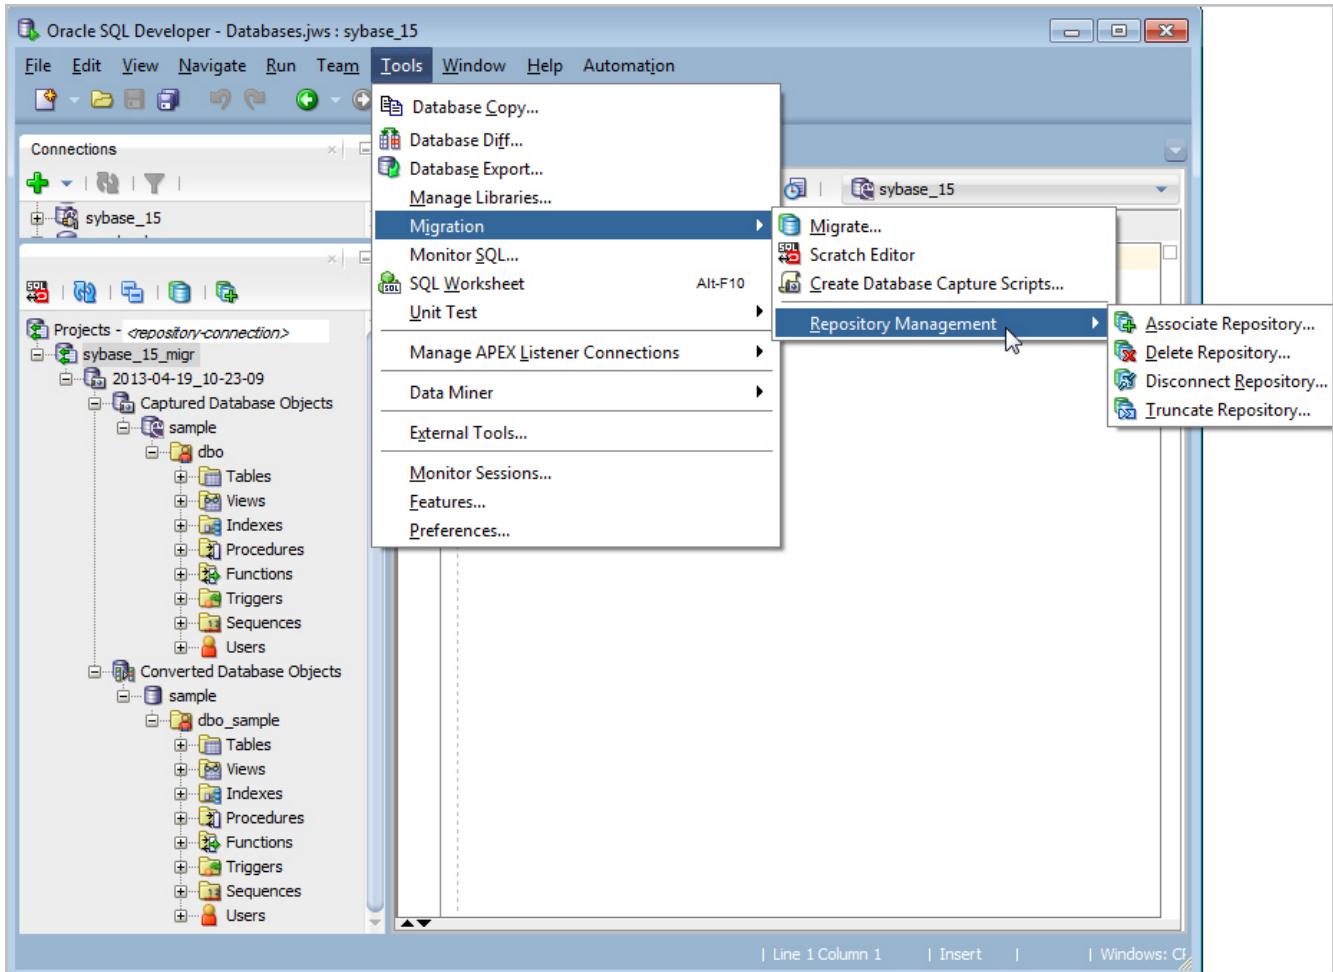 Oracle SQL Developer - Databases.jws : sybase_15
File Edit View Navigate Run Team Tools Window Help Automation
Connections
sybase_15
Projects - <repository-connection>
sybase_15_migr
2013-04-19_10-23-09
Captured Database Objects
sample
dbo
Tables
Views
Indexes
Procedures
Functions
Triggers
Sequences
Users
Converted Database Objects
sample
dbo_sample
Tables
Views
Indexes
Procedures
Functions
Triggers
Sequences
Users
Database Copy...
Database Diff...
Database Export...
Manage Libraries...
Migration
Monitor SQL...
SQL Worksheet Alt-F10
Unit Test
Manage APEX Listener Connections
Data Miner
External Tools...
Monitor Sessions...
Features...
Preferences...
sybase_15
Migrate...
Scratch Editor
Create Database Capture Scripts...
Repository Management
Associate Repository...
Delete Repository...
Disconnect Repository...
Truncate Repository...
| Line 1 Column 1 | Insert | | Windows: